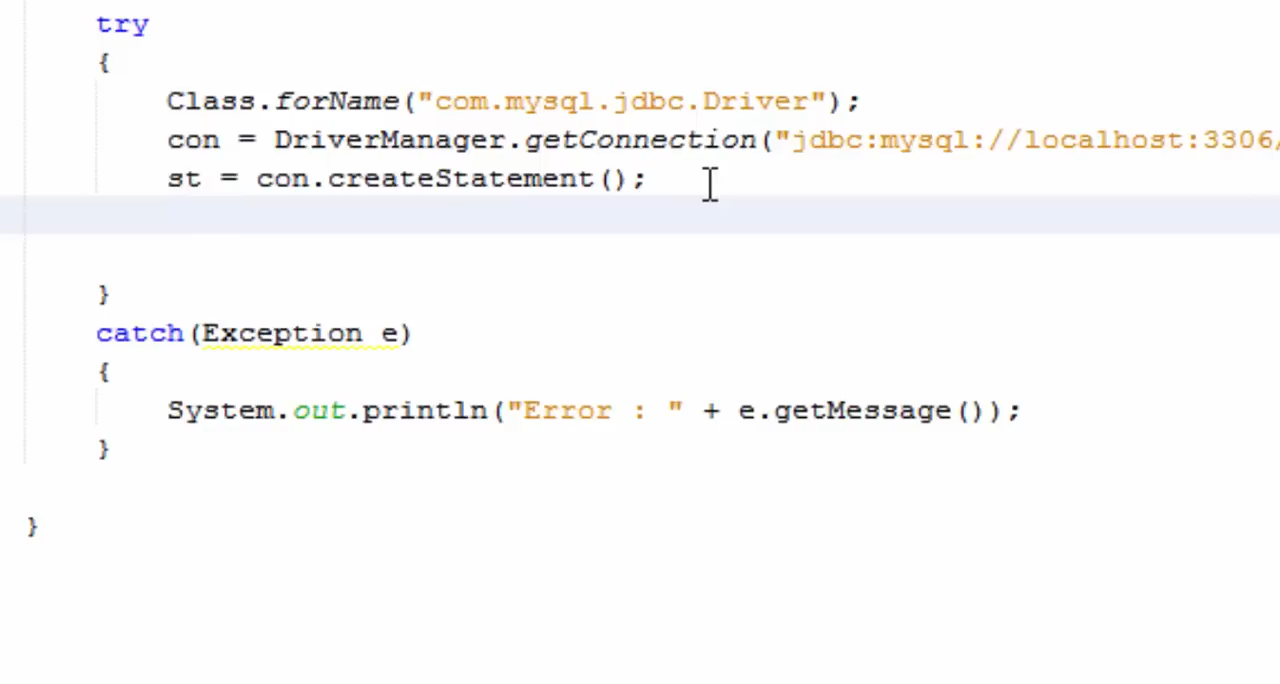 try
{
Class.forName("com.mysql.jdbc.Driver");
con = DriverManager.getConnection("jdbc:mysql://localhost:3306/
st = con.createStatement();
}
catch(Exception e)
{
System.out.println("Error : " + e.getMessage());
}
}